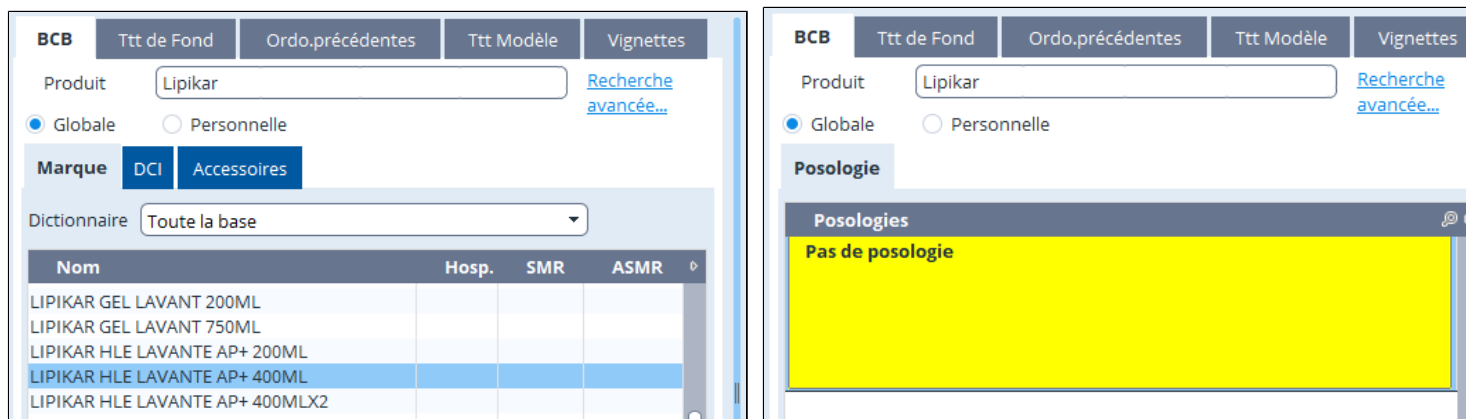 BCB Ttt de Fond Ordo.précédentes Ttt Modèle Vignettes
Produit Lipikar Recherche
avancée...
Globale Personnelle
Marque DCI Accessoires
Dictionnaire Toute la base
Nom Hosp. SMR ASMR
LIPIKAR GEL LAVANT 200ML
LIPIKAR GEL LAVANT 750ML
LIPIKAR HLE LAVANTE AP+ 200ML
LIPIKAR HLE LAVANTE AP+ 400ML
LIPIKAR HLE LAVANTE AP+ 400MLX2
BCB Ttt de Fond Ordo.précédentes Ttt Modèle Vignettes
Produit Lipikar Recherche
avancée...
Globale Personnelle
Posologie
Posologies
Pas de posologie